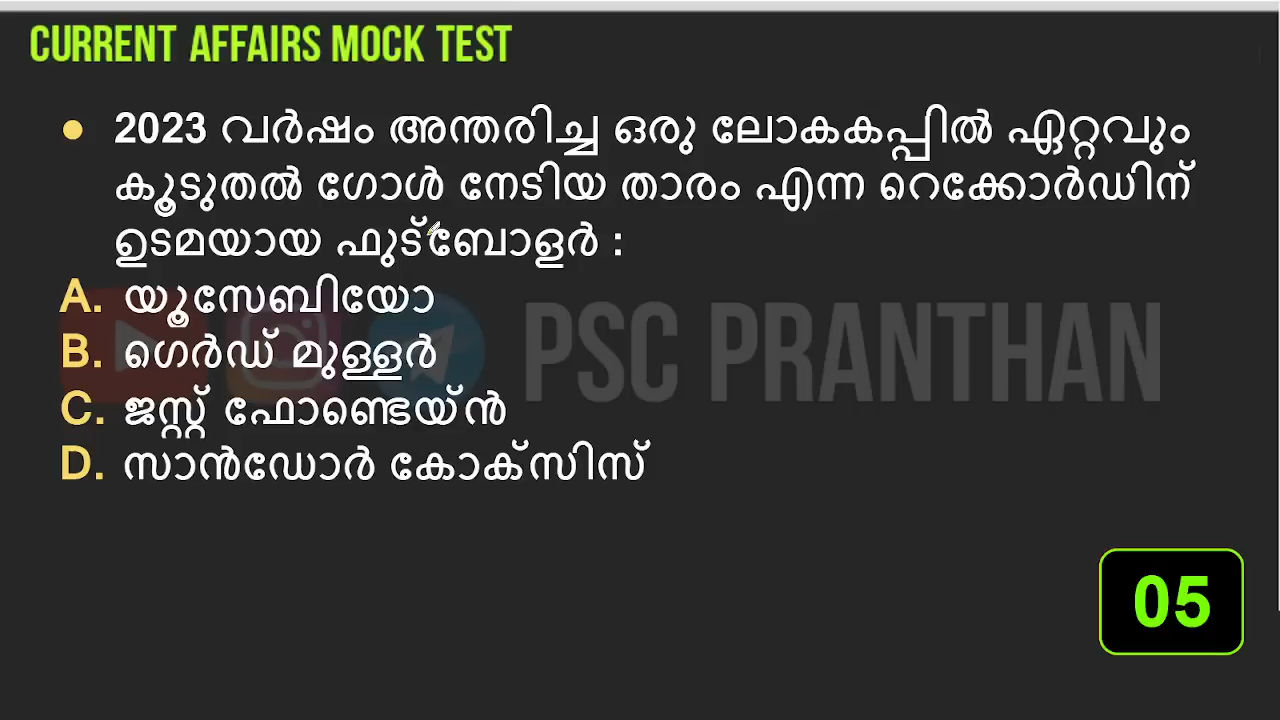 CURRENT AFFAIRS MOCK TEST
• 2023 വർഷം അന്തരിച്ച ഒരു ലോകകപ്പിൽ ഏറ്റവും
കൂടുതൽ ഗോൾ നേടിയ താരം എന്ന റെക്കോർഡിന്
ഉടമയായ ഫുട്ബോളർ :
A. യൂസേബിയോ
B. ഗെർഡ് മുള്ളർ
PSC PRANTHAN
C. ജസ്റ്റ് ഫോണ്ടെയ്ൻ
D. സാൻഡോർ കോക്സിസ്
05